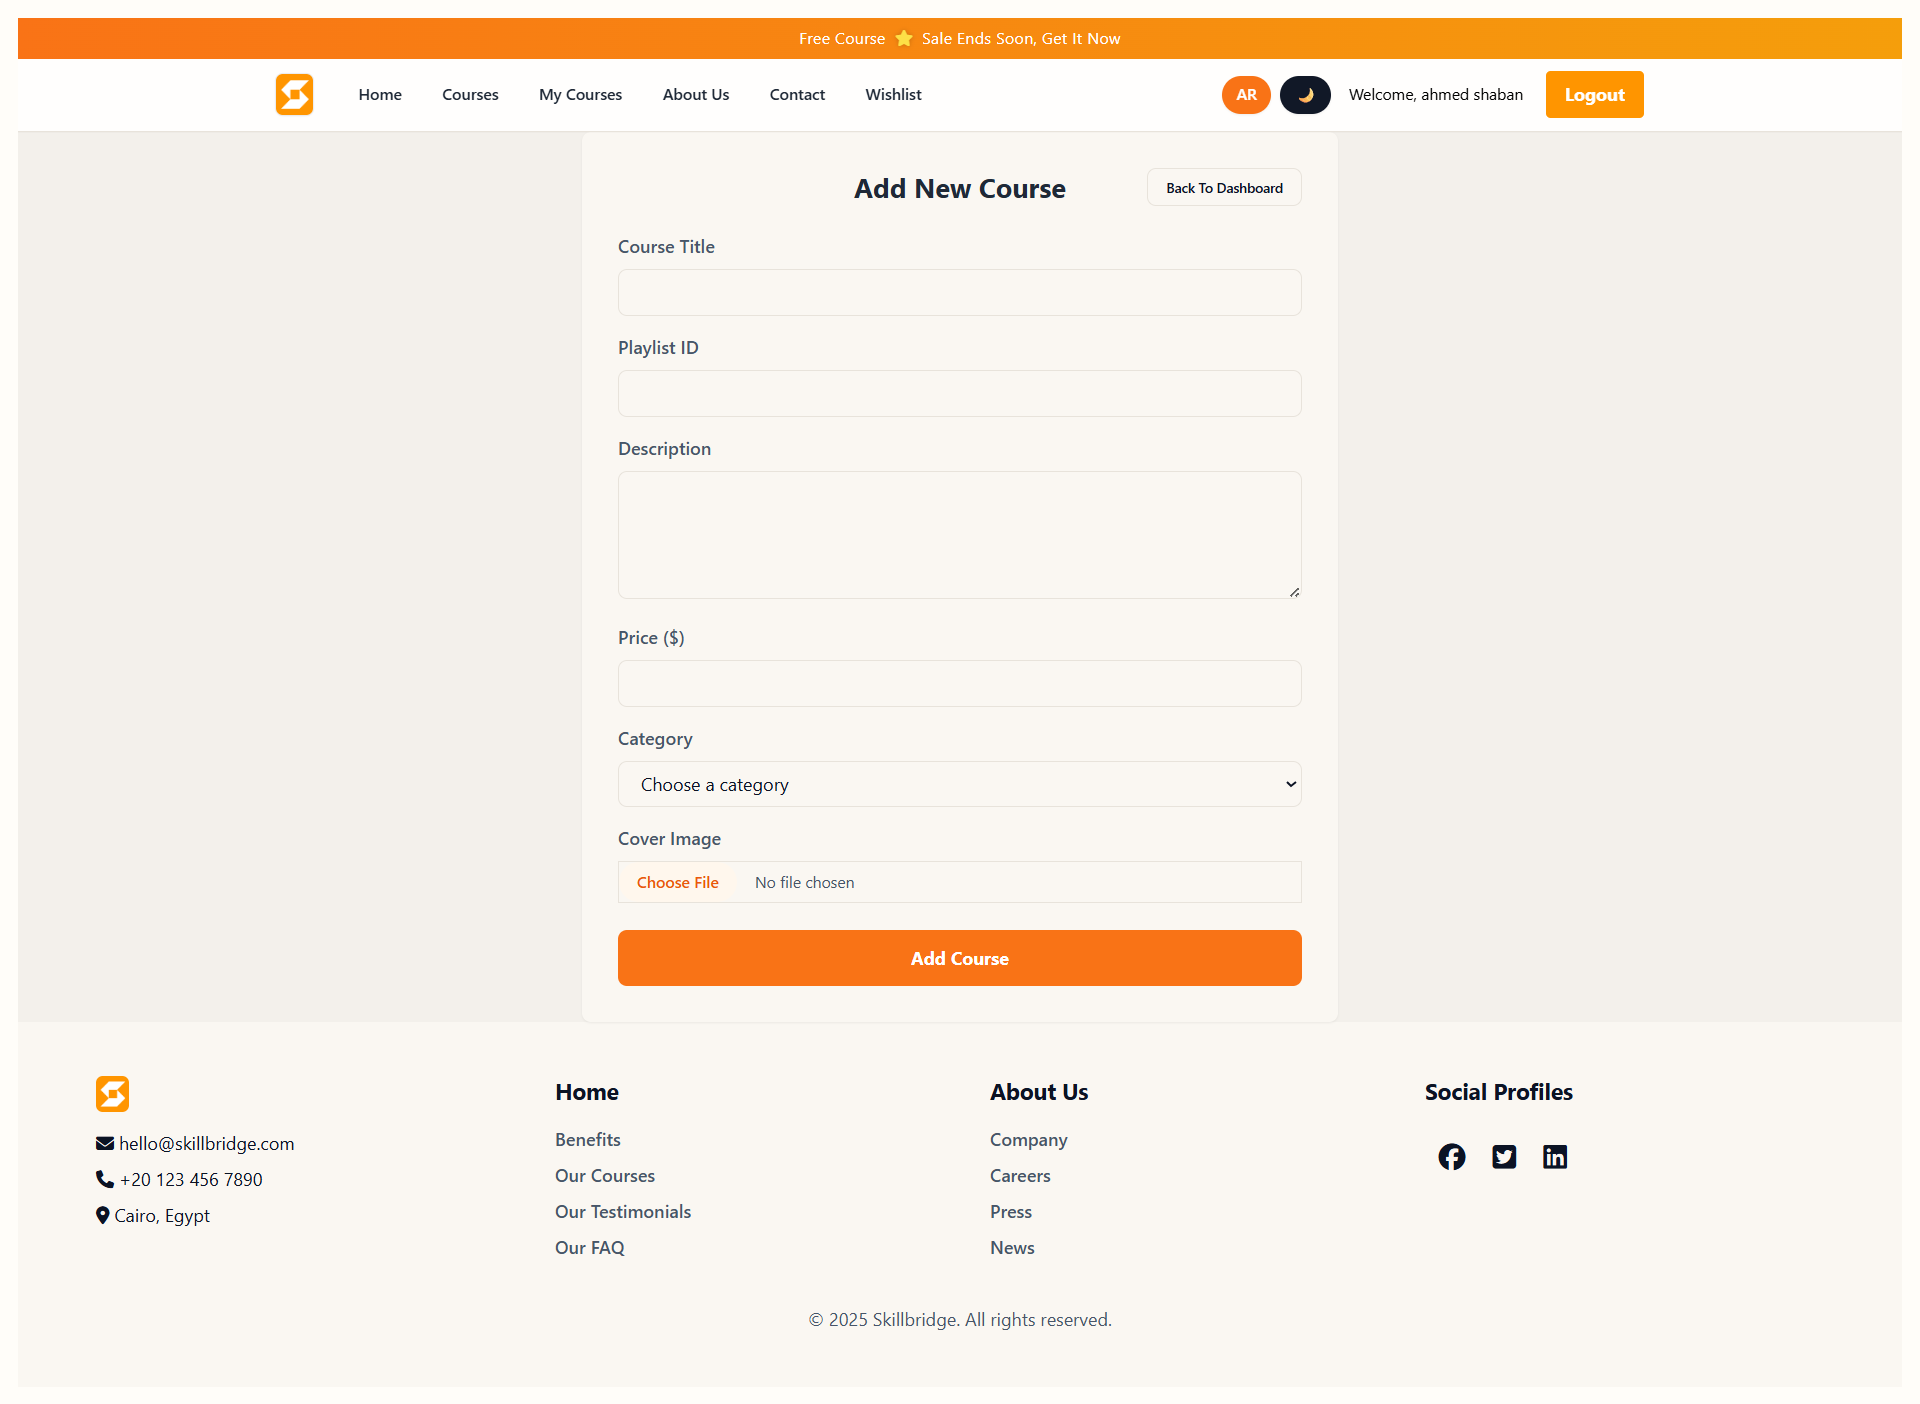 Free Course ⭐ Sale Ends Soon, Get It Now
Home Courses My Courses About Us Contact Wishlist AR Welcome, ahmed shaban Logout
Add New Course Back To Dashboard
Course Title
Playlist ID
Description
Price ($)
Category
Choose a category
Cover Image
Choose File No file chosen
Add Course
hello@skillbridge.com
+20 123 456 7890
Cairo, Egypt
Home
Benefits
Our Courses
Our Testimonials
Our FAQ
About Us
Company
Careers
Press
News
Social Profiles
© 2025 Skillbridge. All rights reserved.